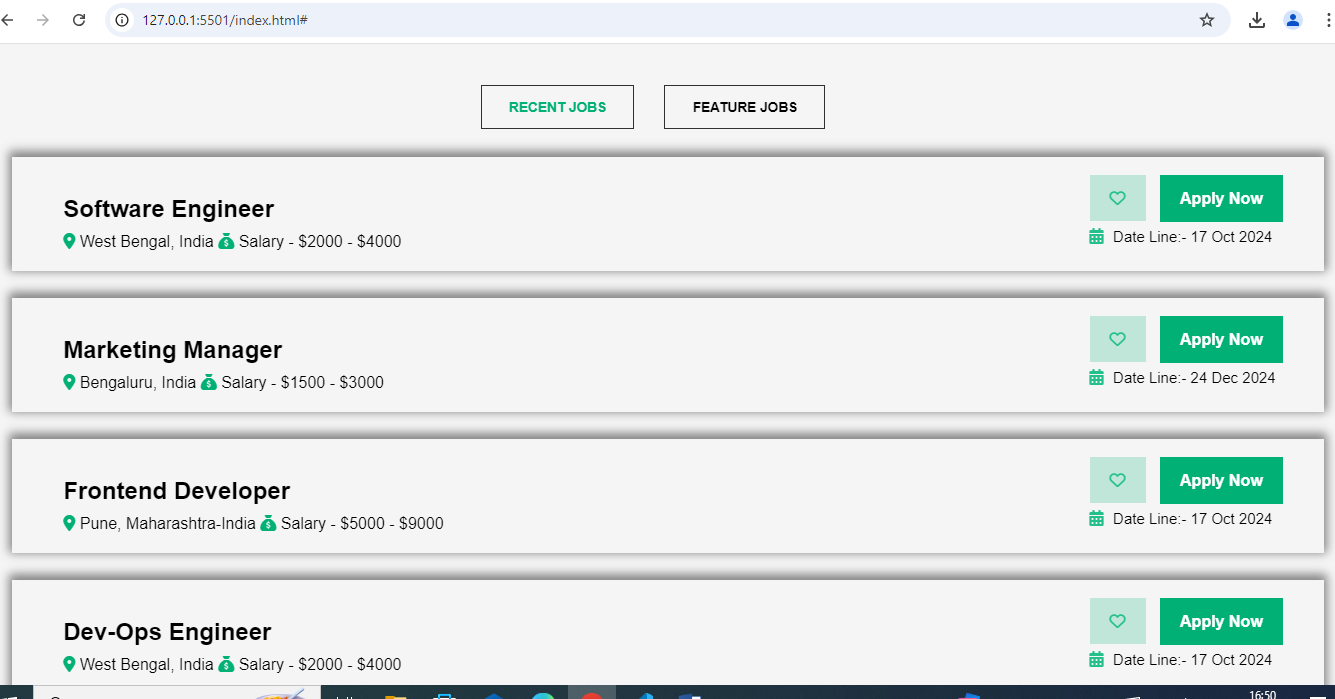 127.0.0.1:5501/index.html#
RECENT JOBS FEATURE JOBS
Software Engineer
Apply Now
West Bengal, India Salary - $2000 - $4000
Date Line:- 17 Oct 2024
Marketing Manager
Apply Now
Bengaluru, India Salary - $1500 - $3000
Date Line:- 24 Dec 2024
Frontend Developer
Apply Now
Pune, Maharashtra-India Salary - $5000 - $9000
Date Line:- 17 Oct 2024
Dev-Ops Engineer
Apply Now
West Bengal, India Salary - $2000 - $4000
Date Line:- 17 Oct 2024
16:50